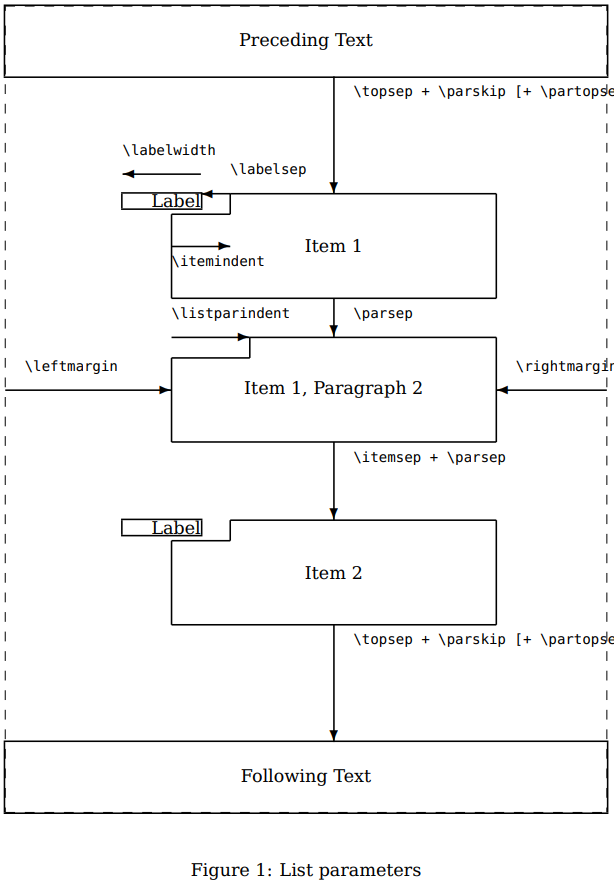 Preceding Text
\topsep + \parskip [+ \partopse
\labelwidth
\labelsep
Label
Item 1
\itemindent
\listparindent
\parsep
\leftmargin
\rightmargin
Item 1, Paragraph 2
\itemsep + \parsep
Label
Item 2
\topsep + \parskip [+ \partopse
Following Text
Figure 1: List parameters